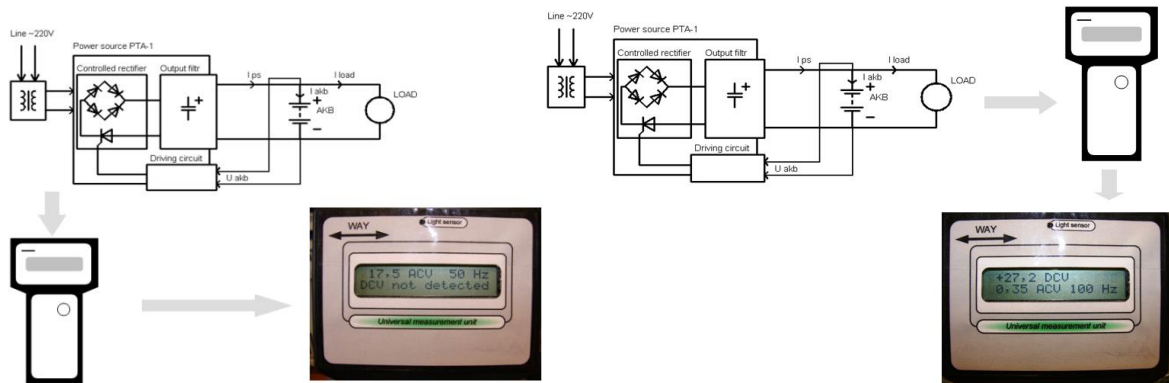 Line ~220V
Power source PTA-1
Controlled rectifier
Output filtr
I ps
I load
I akb
+
AKB
LOAD
+
−
Driving circuit
U akb
WAY
Light sensor
17,5 ACV 50 Hz
DCV not detected
Universal measurement unit
Line ~220V
Power source PTA-1
Controlled rectifier
Output filtr
I ps
I load
I akb
+
AKB
LOAD
+
−
Driving circuit
U akb
WAY
Light sensor
+27,2 DCV
0,35 ACV 100 Hz
Universal measurement unit